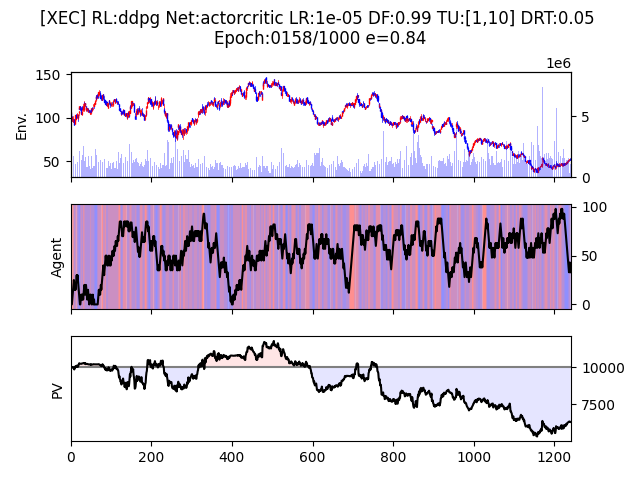 [XEC] RL:ddpg Net:actorcritic LR:1e-05 DF:0.99 TU:[1,10] DRT:0.05
Epoch:0158/1000 e=0.84
1e6
150
100
50
Env.
5
0
Agent
100
50
0
PV
10000
7500
0 200 400 600 800 1000 1200